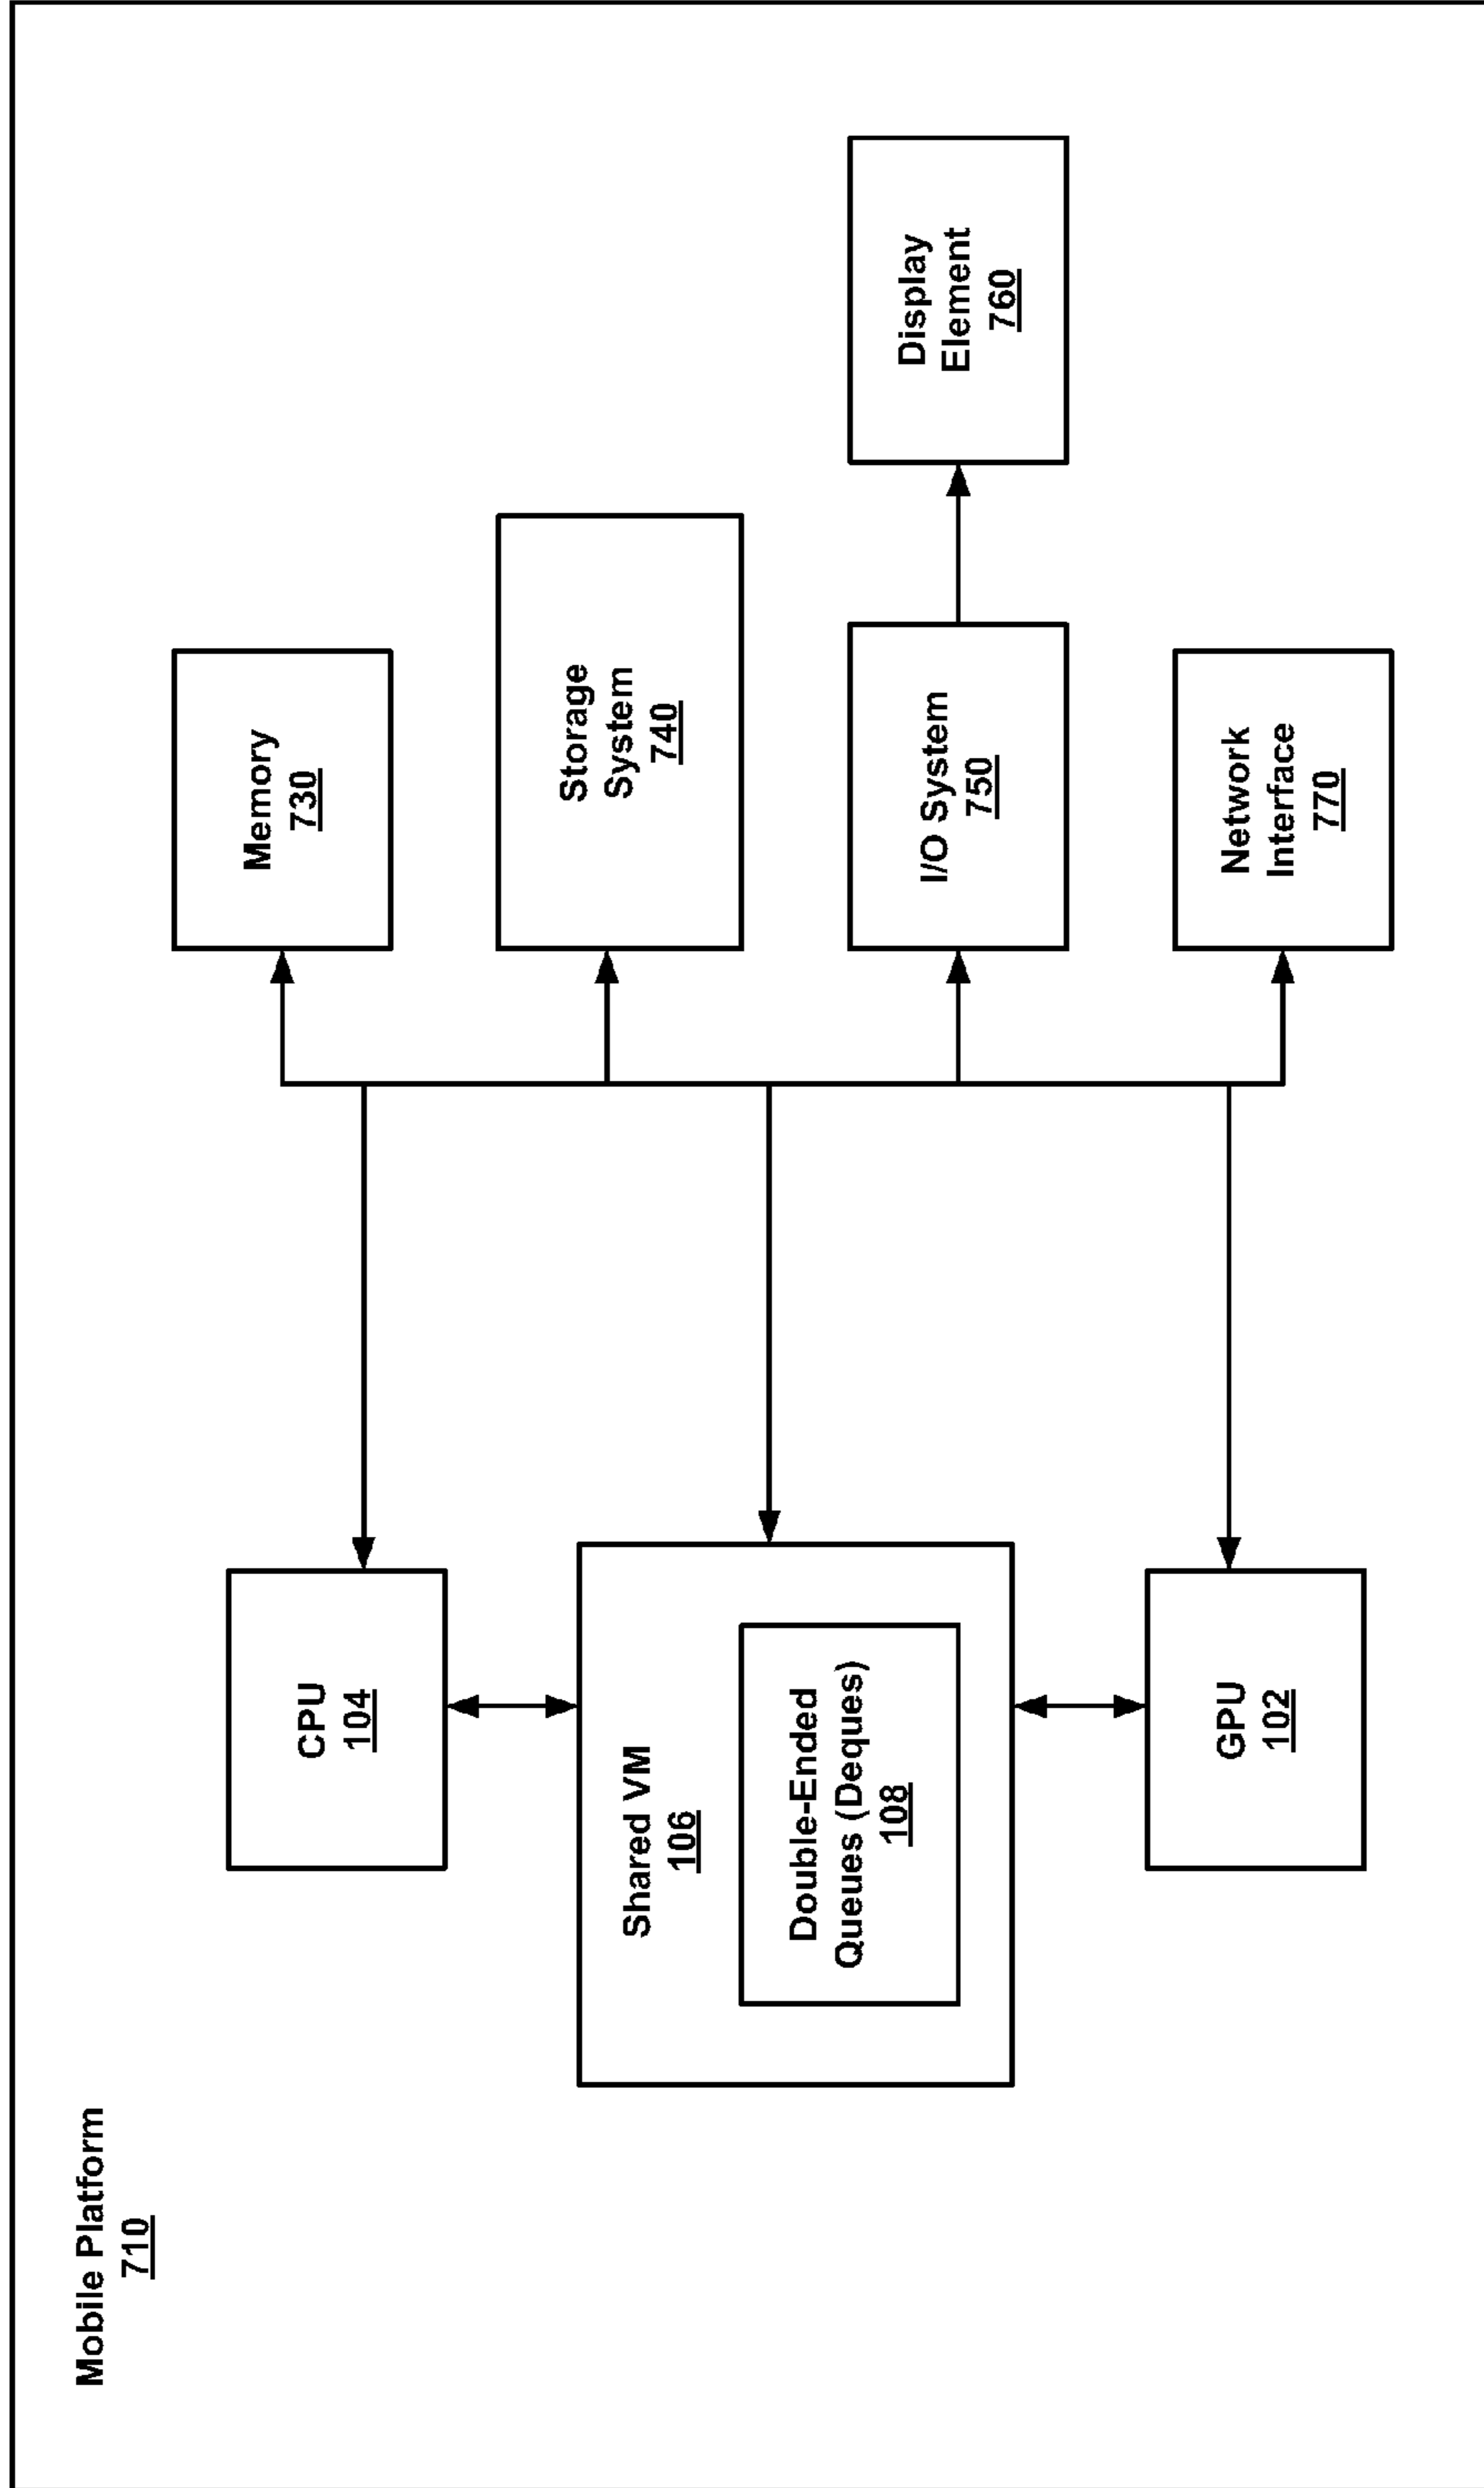 Mobile Platform
710
CPU
104
Memory
730
Shared VM
106
Double-Ended
Queues (Deques)
108
Storage
System
740
I/O System
750
Display
Element
760
GPU
102
Network
Interface
770